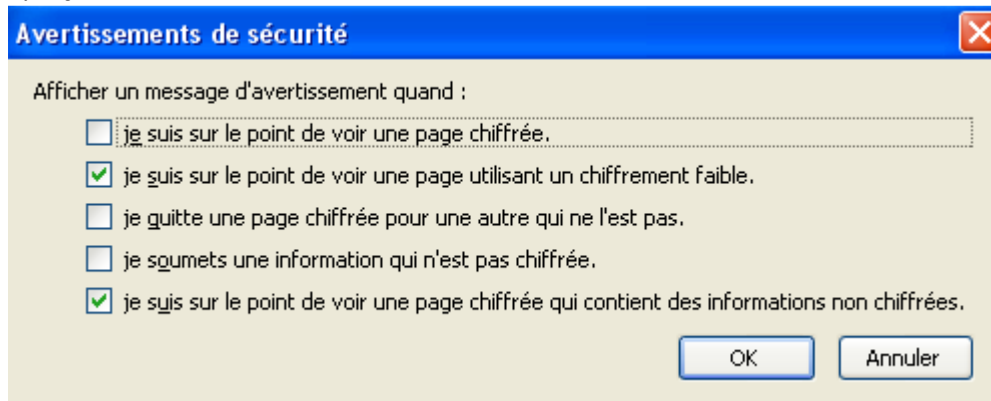 Avertissements de sécurité
Afficher un message d'avertissement quand :
je suis sur le point de voir une page chiffrée.
je suis sur le point de voir une page utilisant un chiffrement faible.
je quitte une page chiffrée pour une autre qui ne l'est pas.
je soumets une information qui n'est pas chiffrée.
je suis sur le point de voir une page chiffrée qui contient des informations non chiffrées.
OK Annuler